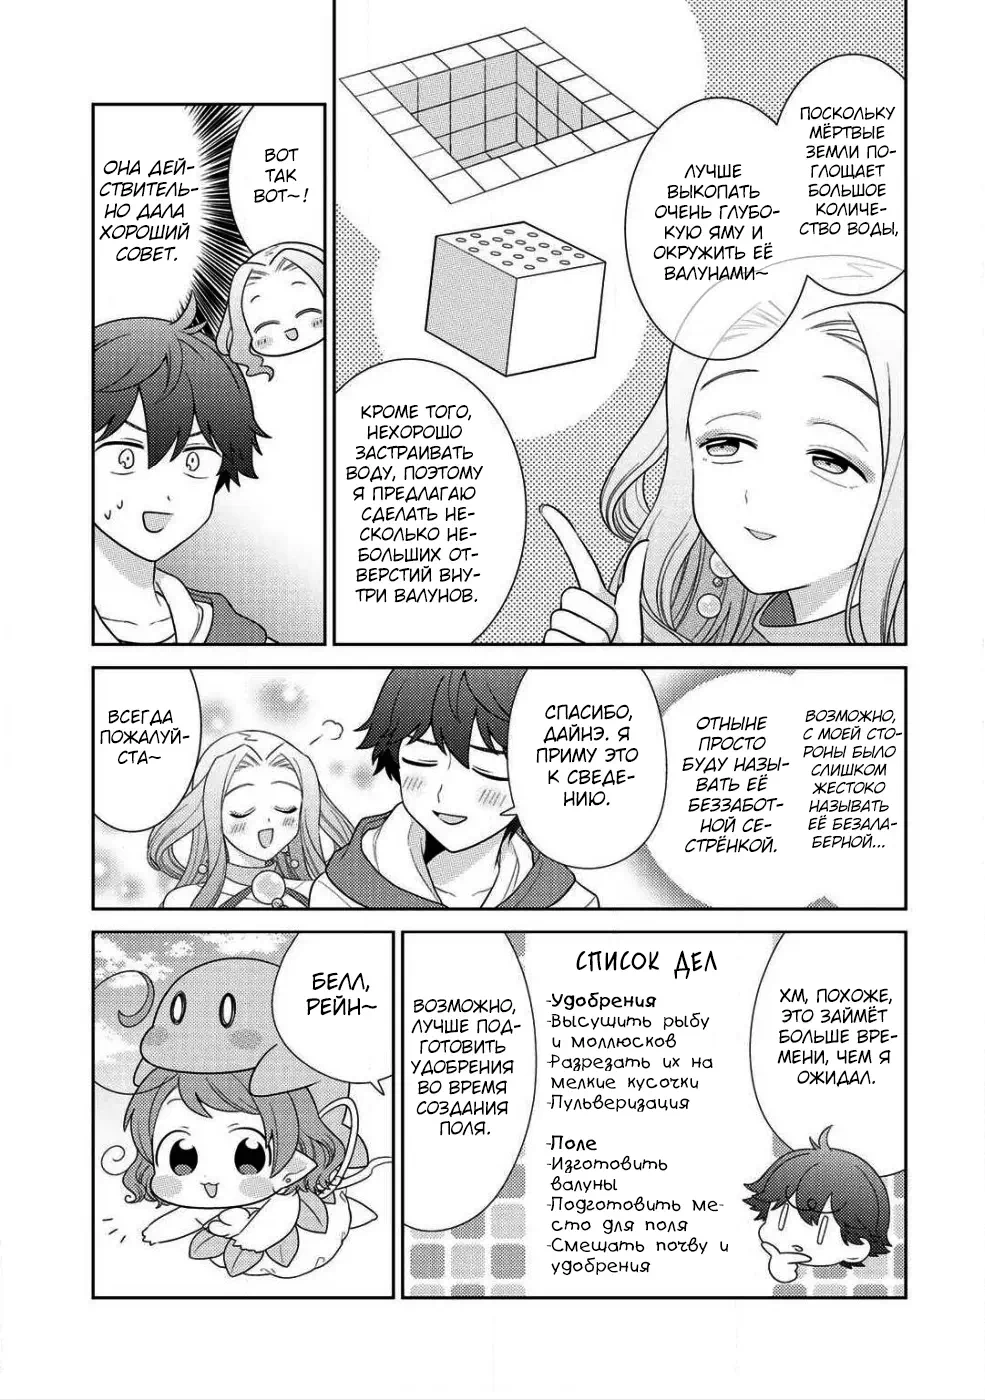 ПОСКОЛЬКУ
МЁРТВЫЕ
ЗЕМЛИ ПО-
ГЛОЩАЕТ
БОЛЬШОЕ
КОЛИЧЕ-
СТВО ВОДЫ,
ЛУЧШЕ
ВЫКОПАТЬ
ОЧЕНЬ ГЛУБО-
КУЮ ЯМУ И
ОКРУЖИТЬ ЕЁ
ВАЛУНАМИ~
КРОМЕ ТОГО,
НЕХОРОШО
ЗАСТРАИВАТЬ
ВОДУ, ПОЭТОМУ
Я ПРЕДЛАГАЮ
СДЕЛАТЬ НЕ-
СКОЛЬКО НЕ-
БОЛЬШИХ ОТ-
ВЕРСТИЙ ВНУ-
ТРИ ВАЛУНОВ.
ВОТ
ТАК
ВОТ~!
ОНА ДЕЙ-
СТВИТЕЛЬ-
НО ДАЛА
ХОРОШИЙ
СОВЕТ.
ВОЗМОЖНО,
С МОЕЙ СТО-
РОНЫ БЫЛО
СЛИШКОМ
ЖЕСТОКО
НАЗЫВАТЬ
ЕЁ БЕЗАЛА-
БЕРНОЙ...
ОТНЫНЕ
ПРОСТО
БУДУ НАЗЫ-
ВАТЬ ЕЁ
БЕЗЗАБОТ-
НОЙ СЕ-
СТРЁНКОЙ.
СПАСИБО,
ДАЙНЭ. Я
ПРИМУ ЭТО
К СВЕДЕ-
НИЮ.
ВСЕГДА
ПОЖАЛУЙ-
СТА~
ХМ, ПОХОЖЕ,
ЭТО ЗАЙМЁТ
БОЛЬШЕ ВРЕ-
МЕНИ, ЧЕМ Я
ОЖИДАЛ.
СПИСОК ДЕЛ
-Удобрения
-Высушить рыбу
и моллюсков
-Разрезать их на
мелкие кусочки
-Пульверизация
-Поле
-Изготовить
валуны
-Подготовить ме-
сто для поля
-Смешать почву и
удобрения
ВОЗМОЖНО,
ЛУЧШЕ ПОД-
ГОТОВИТЬ
УДОБРЕНИЯ
ВО ВРЕМЯ
СОЗДАНИЯ
ПОЛЯ.
БЕЛЛ,
РЕЙН~